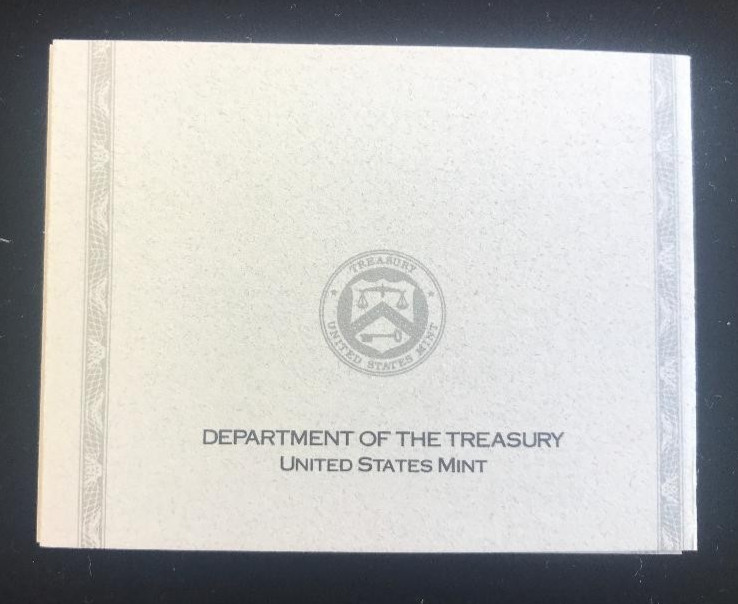 TREASURY
UNITED STATES MINT
DEPARTMENT OF THE TREASURY
UNITED STATES MINT